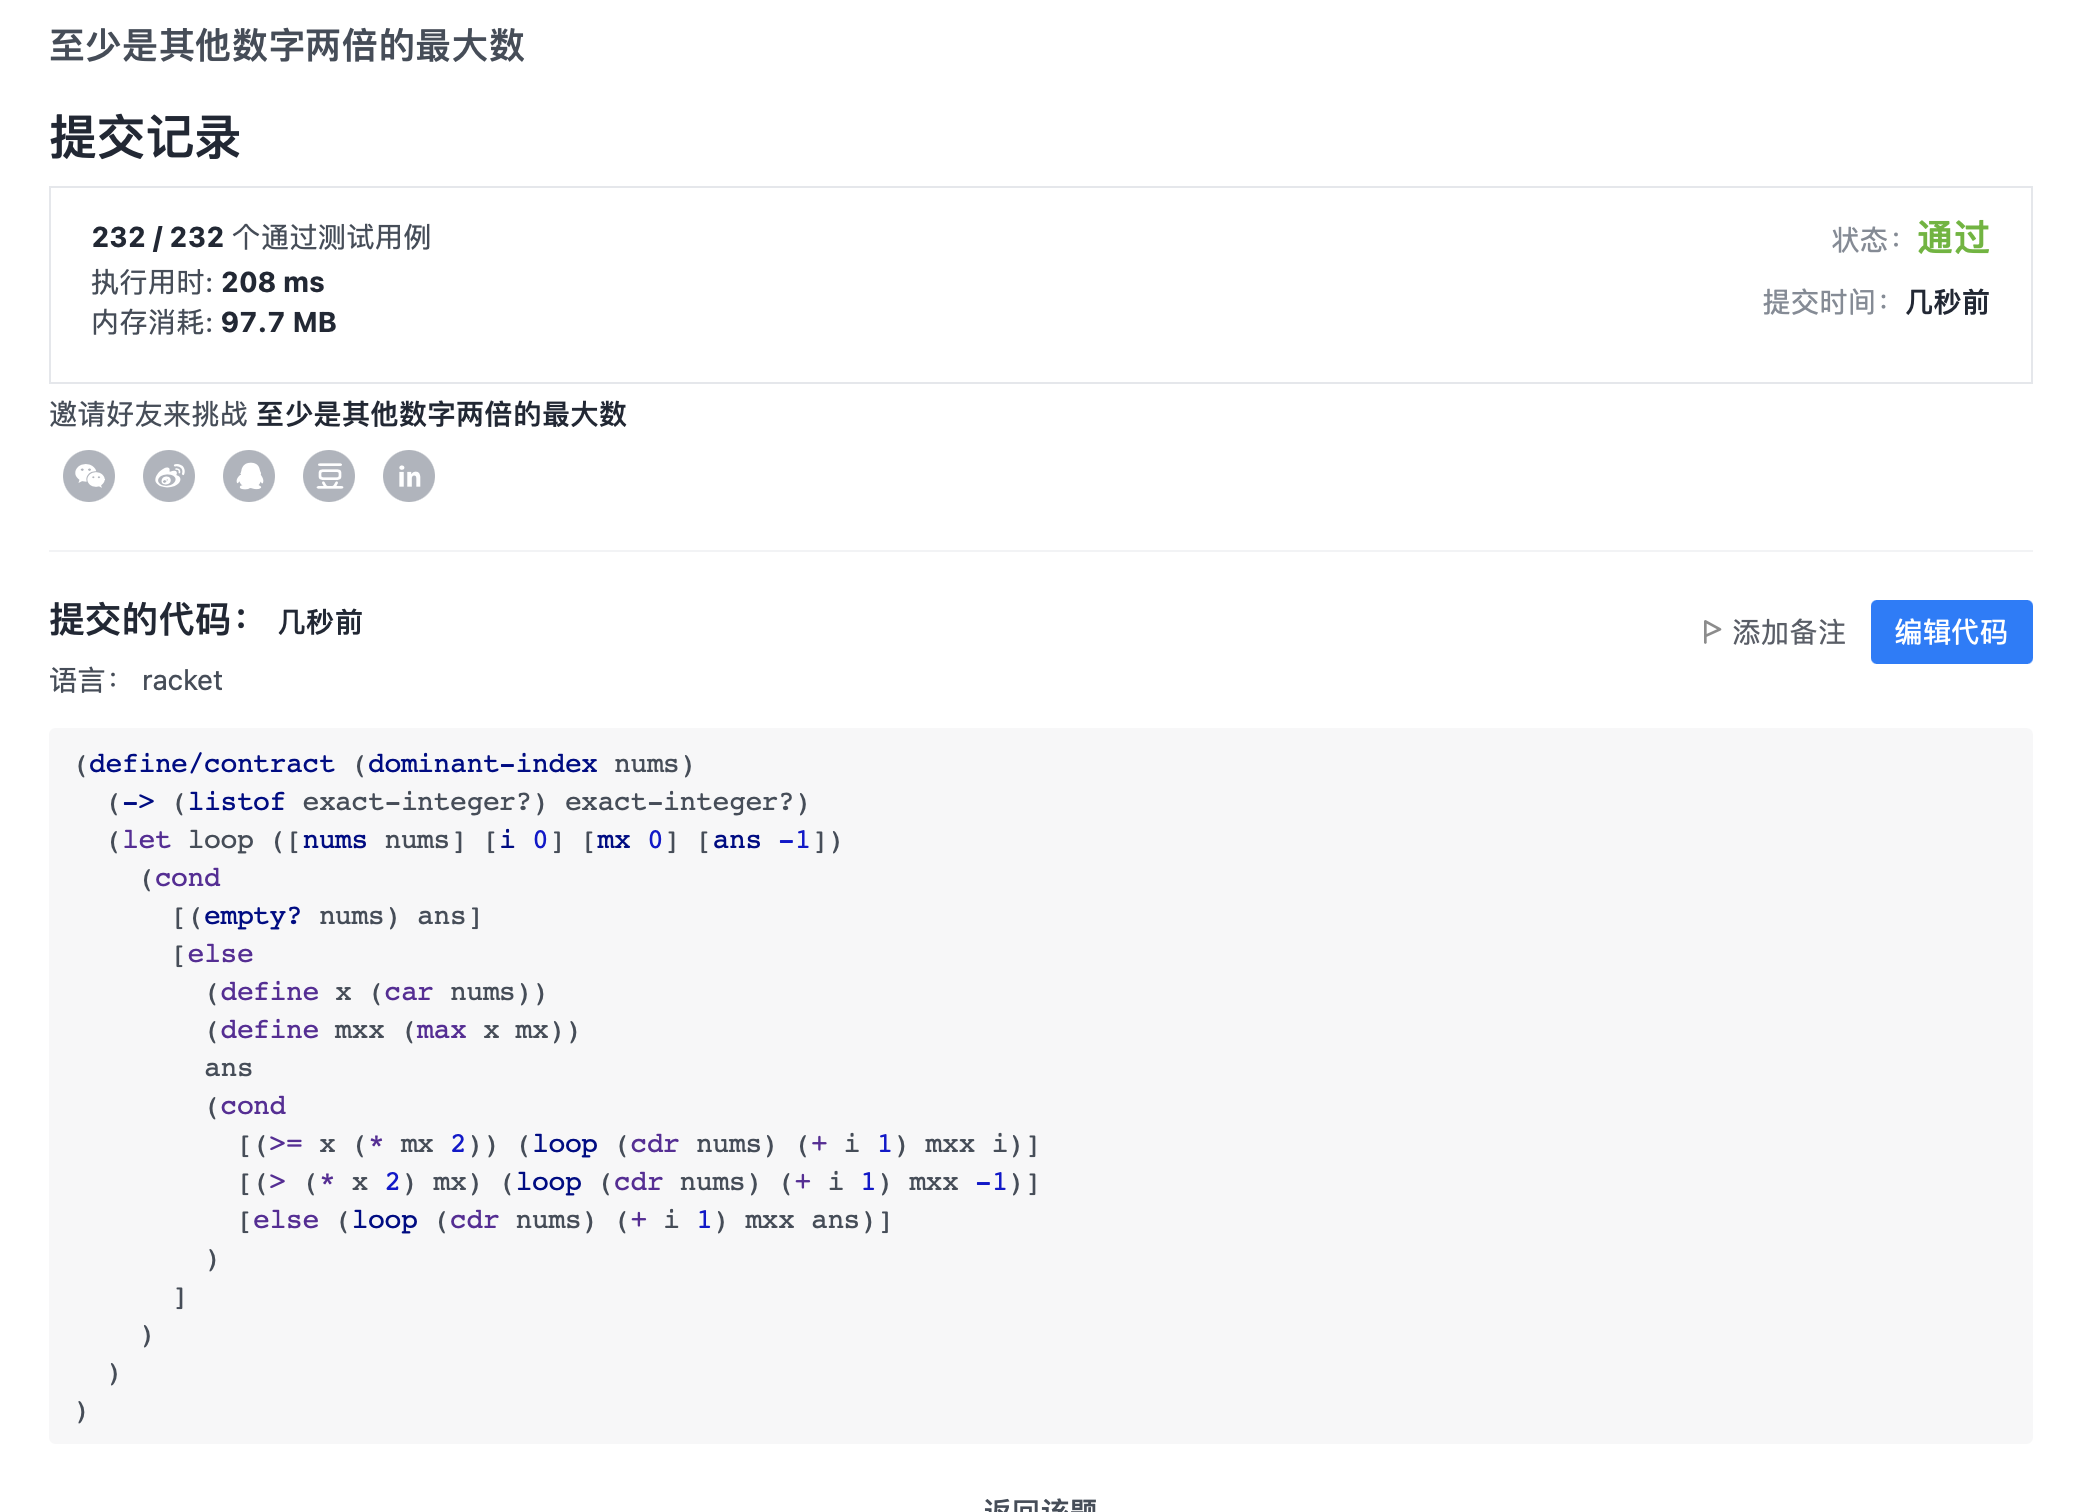 至少是其他数字两倍的最大数
提交记录
232 / 232 个通过测试用例
状态：通过
执行用时: 208 ms
提交时间：几秒前
内存消耗: 97.7 MB
邀请好友来挑战 至少是其他数字两倍的最大数
豆 in
提交的代码： 几秒前
添加备注 编辑代码
语言： racket
(define/contract (dominant-index nums)
  (-> (listof exact-integer?) exact-integer?)
  (let loop ([nums nums] [i 0] [mx 0] [ans -1])
    (cond
      [(empty? nums) ans]
      [else
        (define x (car nums))
        (define mxx (max x mx))
        ans
        (cond
          [(>= x (* mx 2)) (loop (cdr nums) (+ i 1) mxx i)]
          [(> (* x 2) mx) (loop (cdr nums) (+ i 1) mxx -1)]
          [else (loop (cdr nums) (+ i 1) mxx ans)]
        )
      ]
    )
  )
)
返回该题